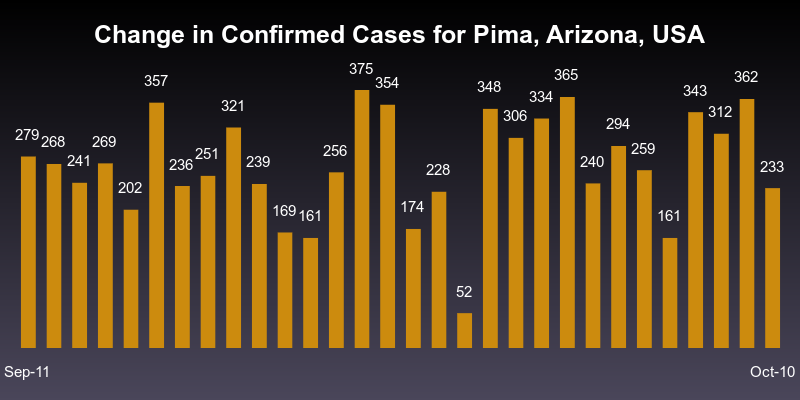 Change in Confirmed Cases for Pima, Arizona, USA
279 268 241 269 202 357 236 251 321 239 169 161 256 375 354 174 228 52 348 306 334 365 240 294 259 161 343 312 362 233
Sep-11 Oct-10